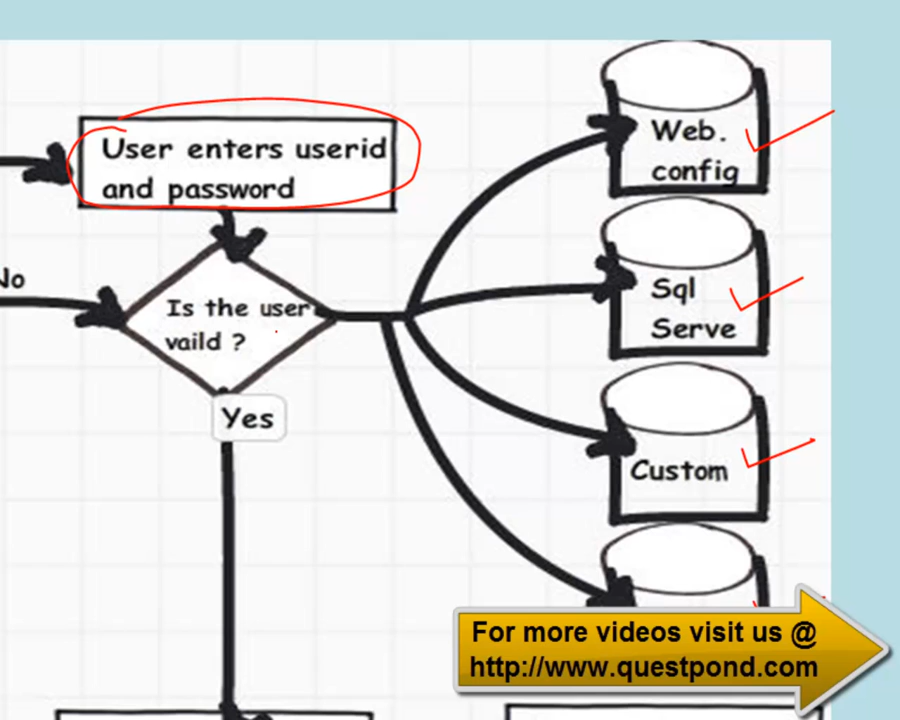 User enters userid
and password
No
Is the user
vaild ?
Yes
Web.
config
Sql
Serve
Custom
For more videos visit us @
http://www.questpond.com